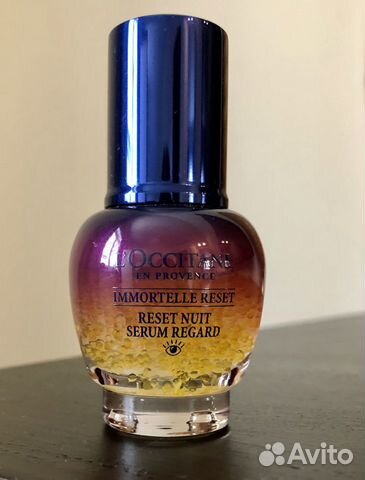 L'OCCITANE
EN PROVENCE
IMMORTELLE RESET
RESET NUIT
SERUM REGARD
Avito